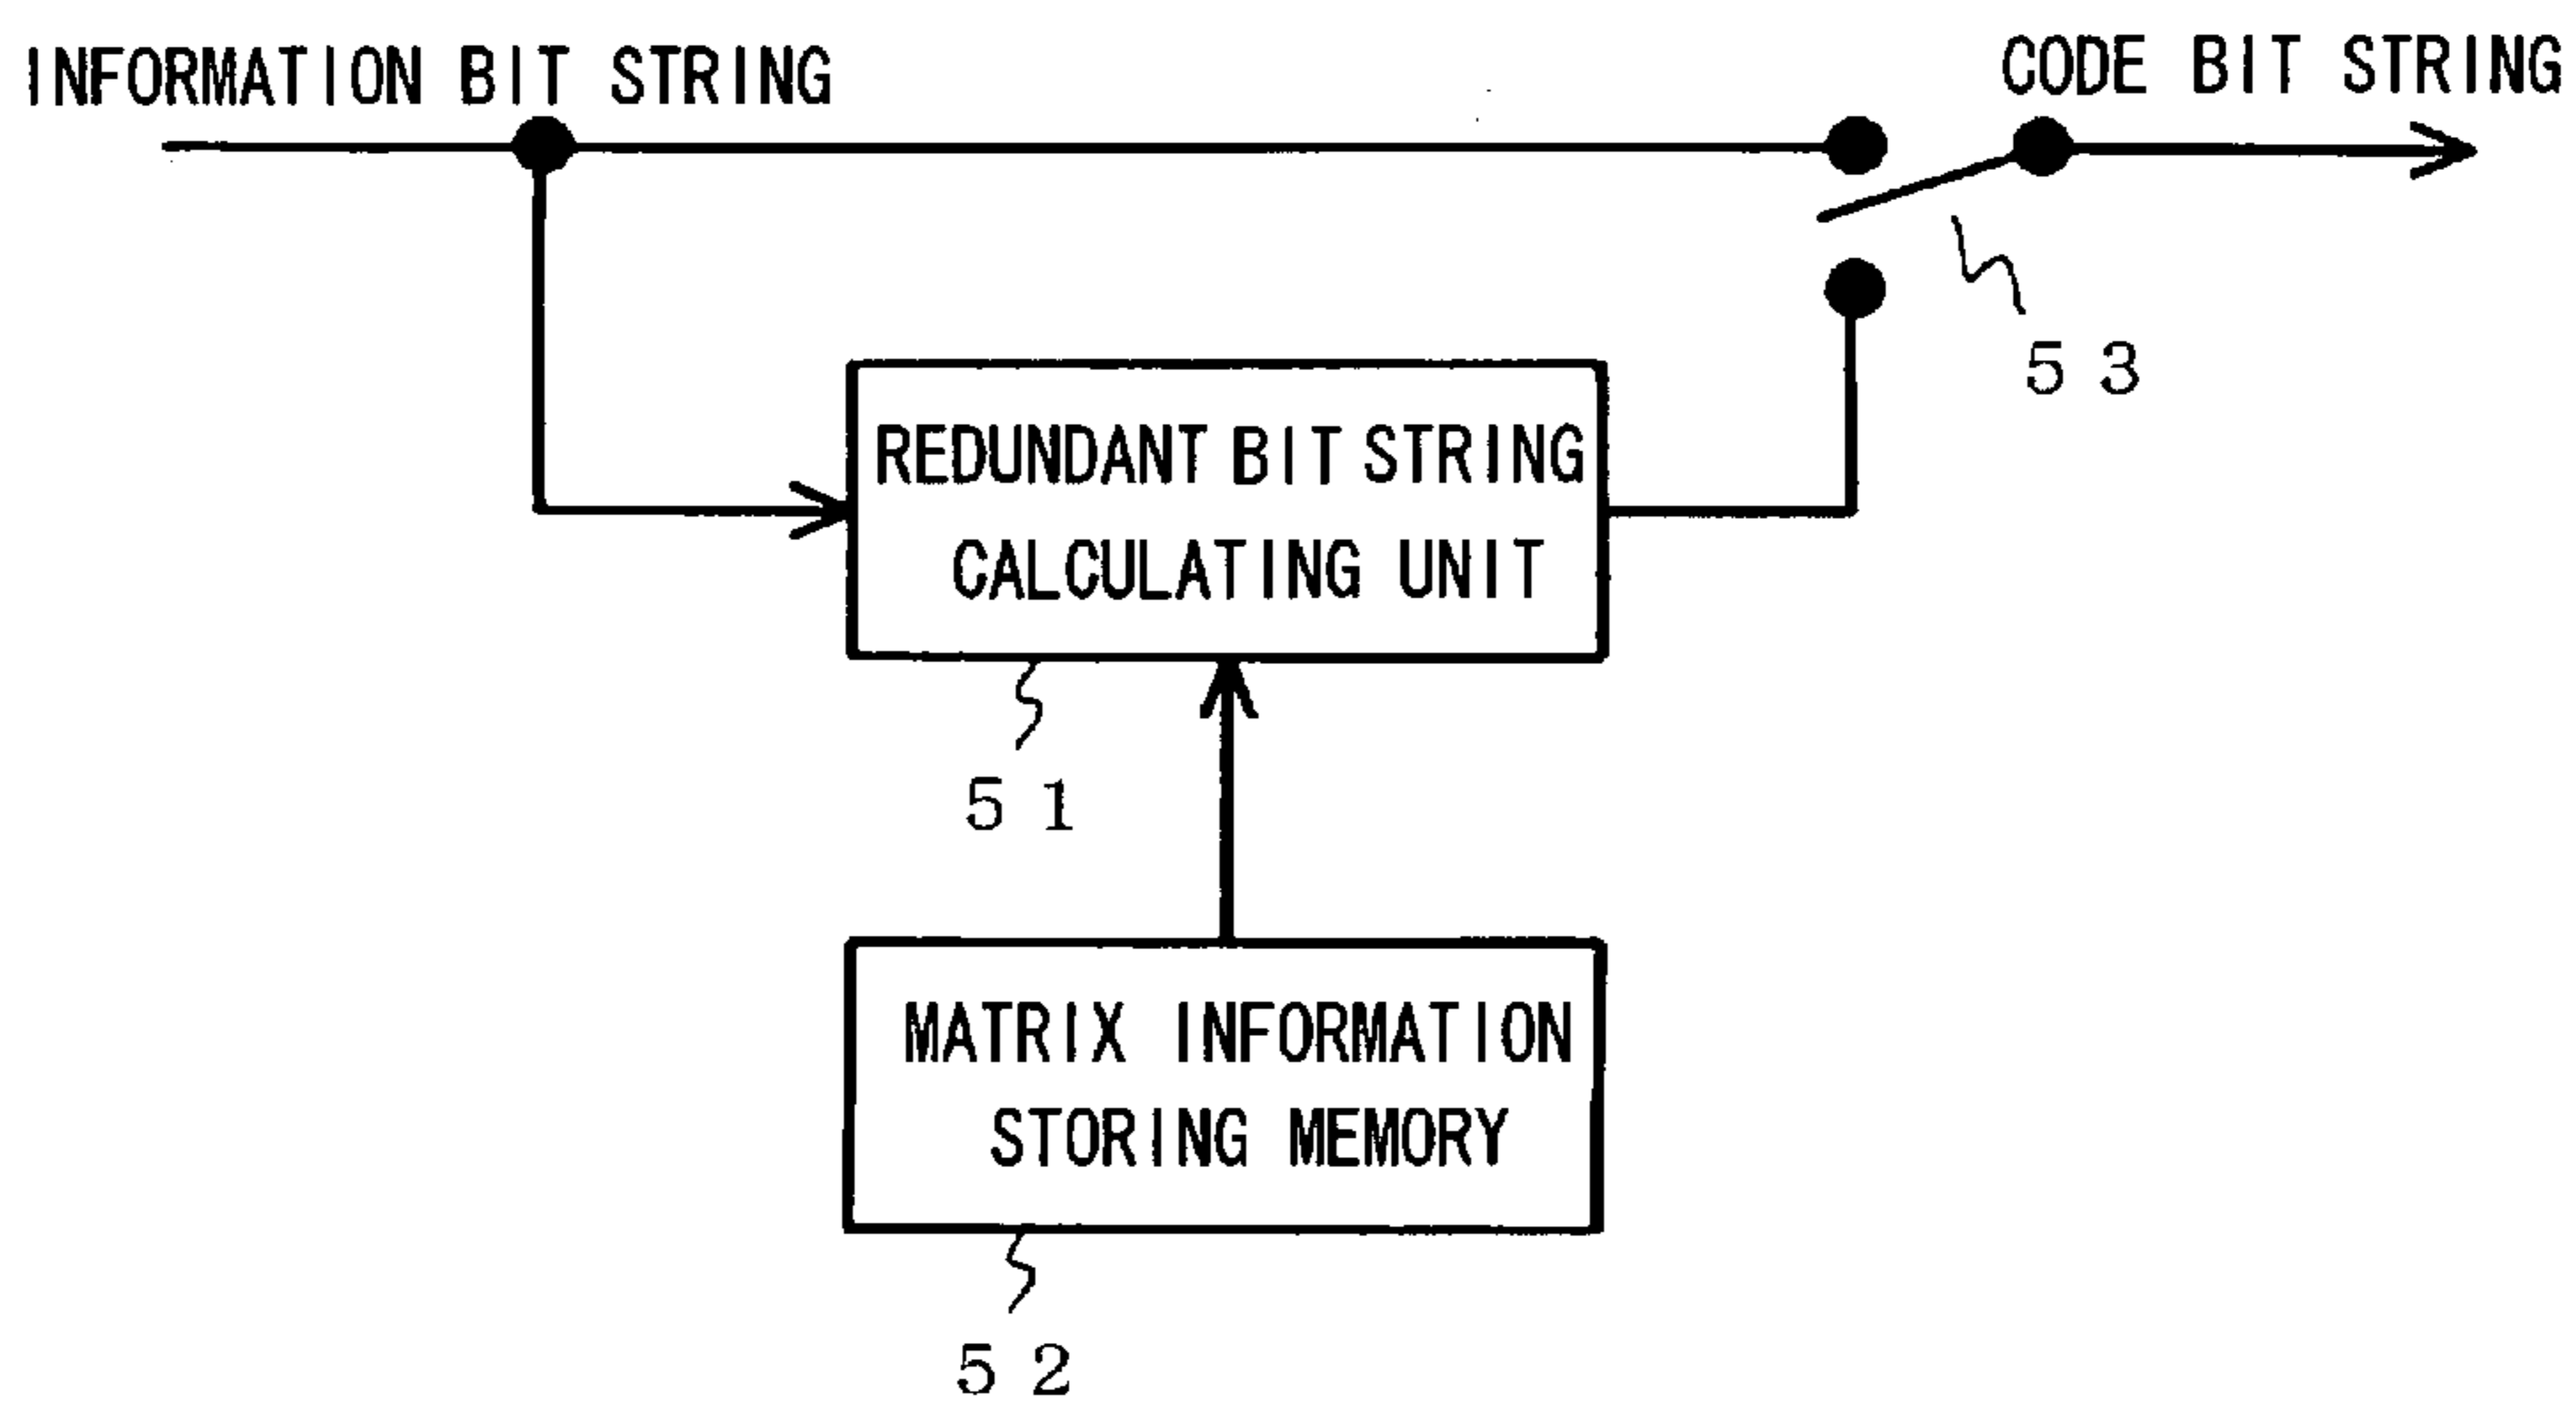 INFORMATION BIT STRING
CODE BIT STRING
53
REDUNDANT BIT STRING
CALCULATING UNIT
51
MATRIX INFORMATION
STORING MEMORY
52